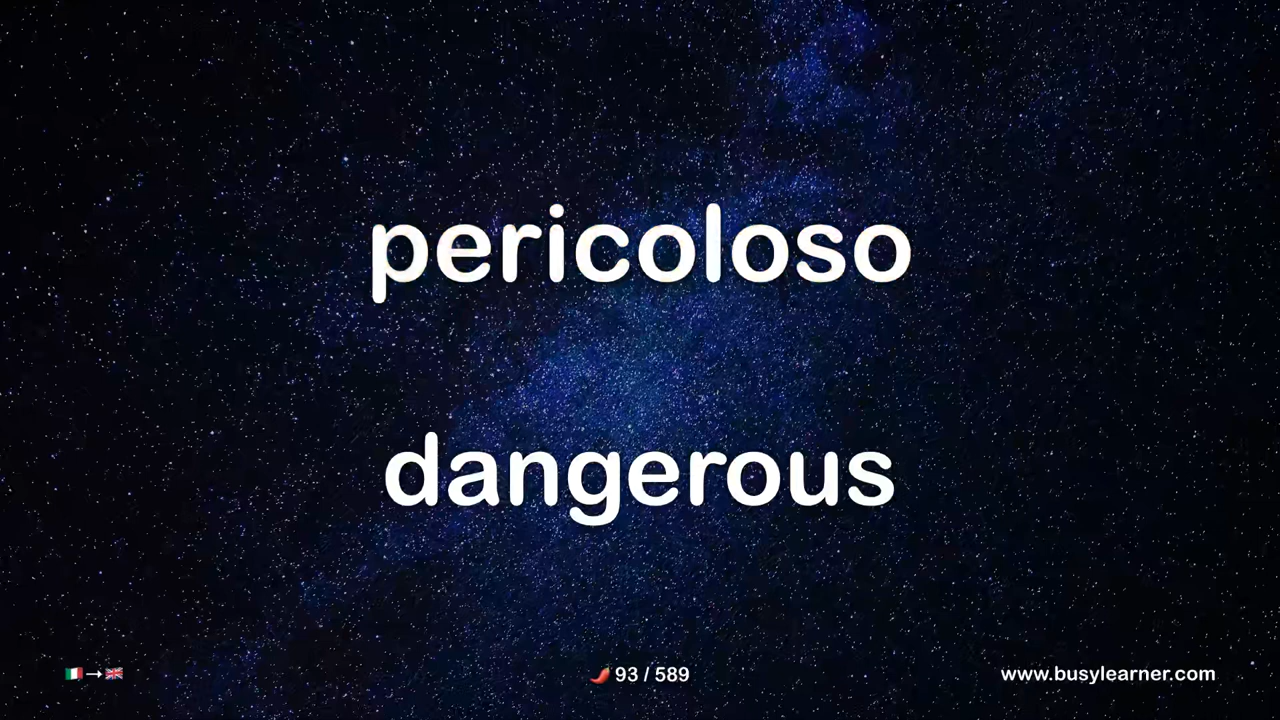 pericoloso
dangerous
→
93 / 589
www.busylearner.com